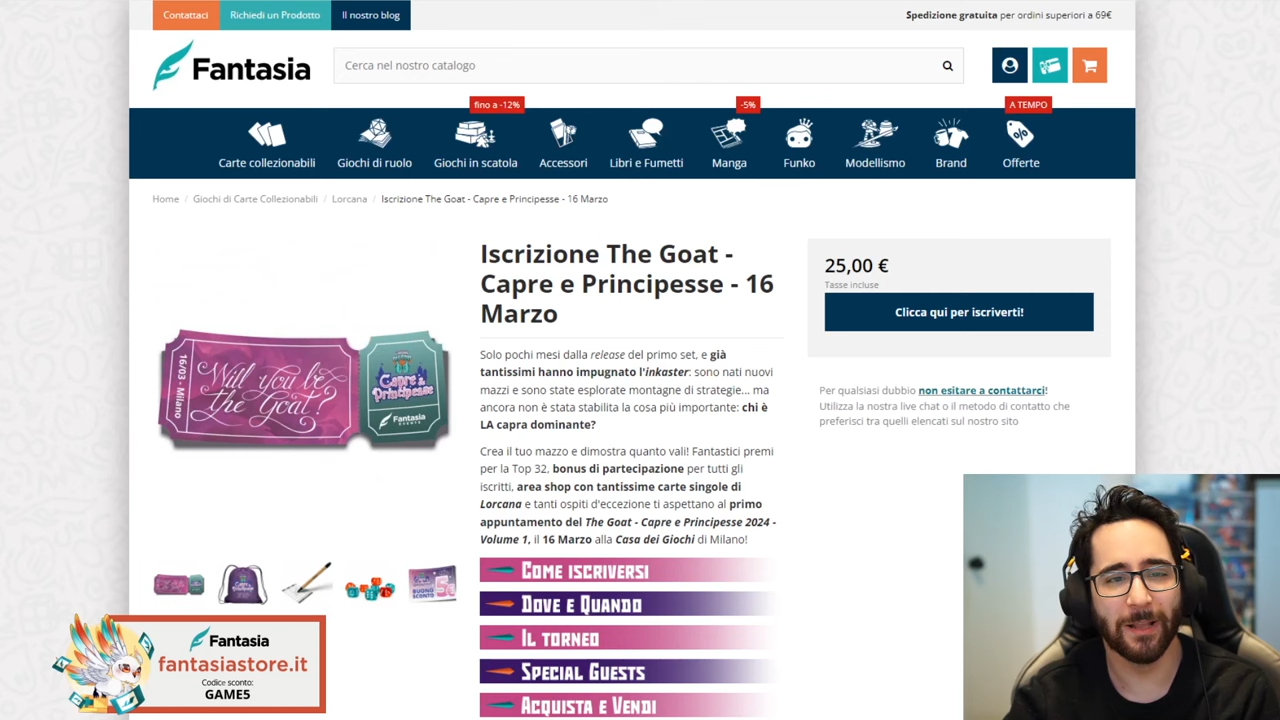 Contattaci
Richiedi un Prodotto
Il nostro blog
Spedizione gratuita per ordini superiori a 69€
Fantasia
Cerca nel nostro catalogo
fino a -12%
-5%
A TEMPO
Carte collezionabili
Giochi di ruolo
Giochi in scatola
Accessori
Libri e Fumetti
Manga
Funko
Modellismo
Brand
Offerte
Home / Giochi di Carte Collezionabili / Lorcana / Iscrizione The Goat - Capre e Principesse - 16 Marzo
16/03 - Milano
Will you be
the Goat?
Capre e
Principesse
Fantasia
EVENTS
Iscrizione The Goat -
Capre e Principesse - 16
Marzo
Solo pochi mesi dalla release del primo set, e già
tantissimi hanno impugnato l'inkaster: sono nati nuovi
mazzi e sono state esplorate montagne di strategie... ma
ancora non è stata stabilita la cosa più importante: chi è
LA capra dominante?
Crea il tuo mazzo e dimostra quanto vali! Fantastici premi
per la Top 32, bonus di partecipazione per tutti gli
iscritti, area shop con tantissime carte singole di
Lorcana e tanti ospiti d'eccezione ti aspettano al primo
appuntamento del The Goat - Capre e Principesse 2024 -
Volume 1, il 16 Marzo alla Casa dei Giochi di Milano!
Come iscriversi
Dove e Quando
Il torneo
Special Guests
Acquista e Vendi
25,00 €
Tasse incluse
Clicca qui per iscriverti!
Per qualsiasi dubbio non esitare a contattarci!
Utilizza la nostra live chat o il metodo di contatto che
preferisci tra quelli elencati sul nostro sito
Fantasia
fantasiastore.it
Codice sconto:
GAME5